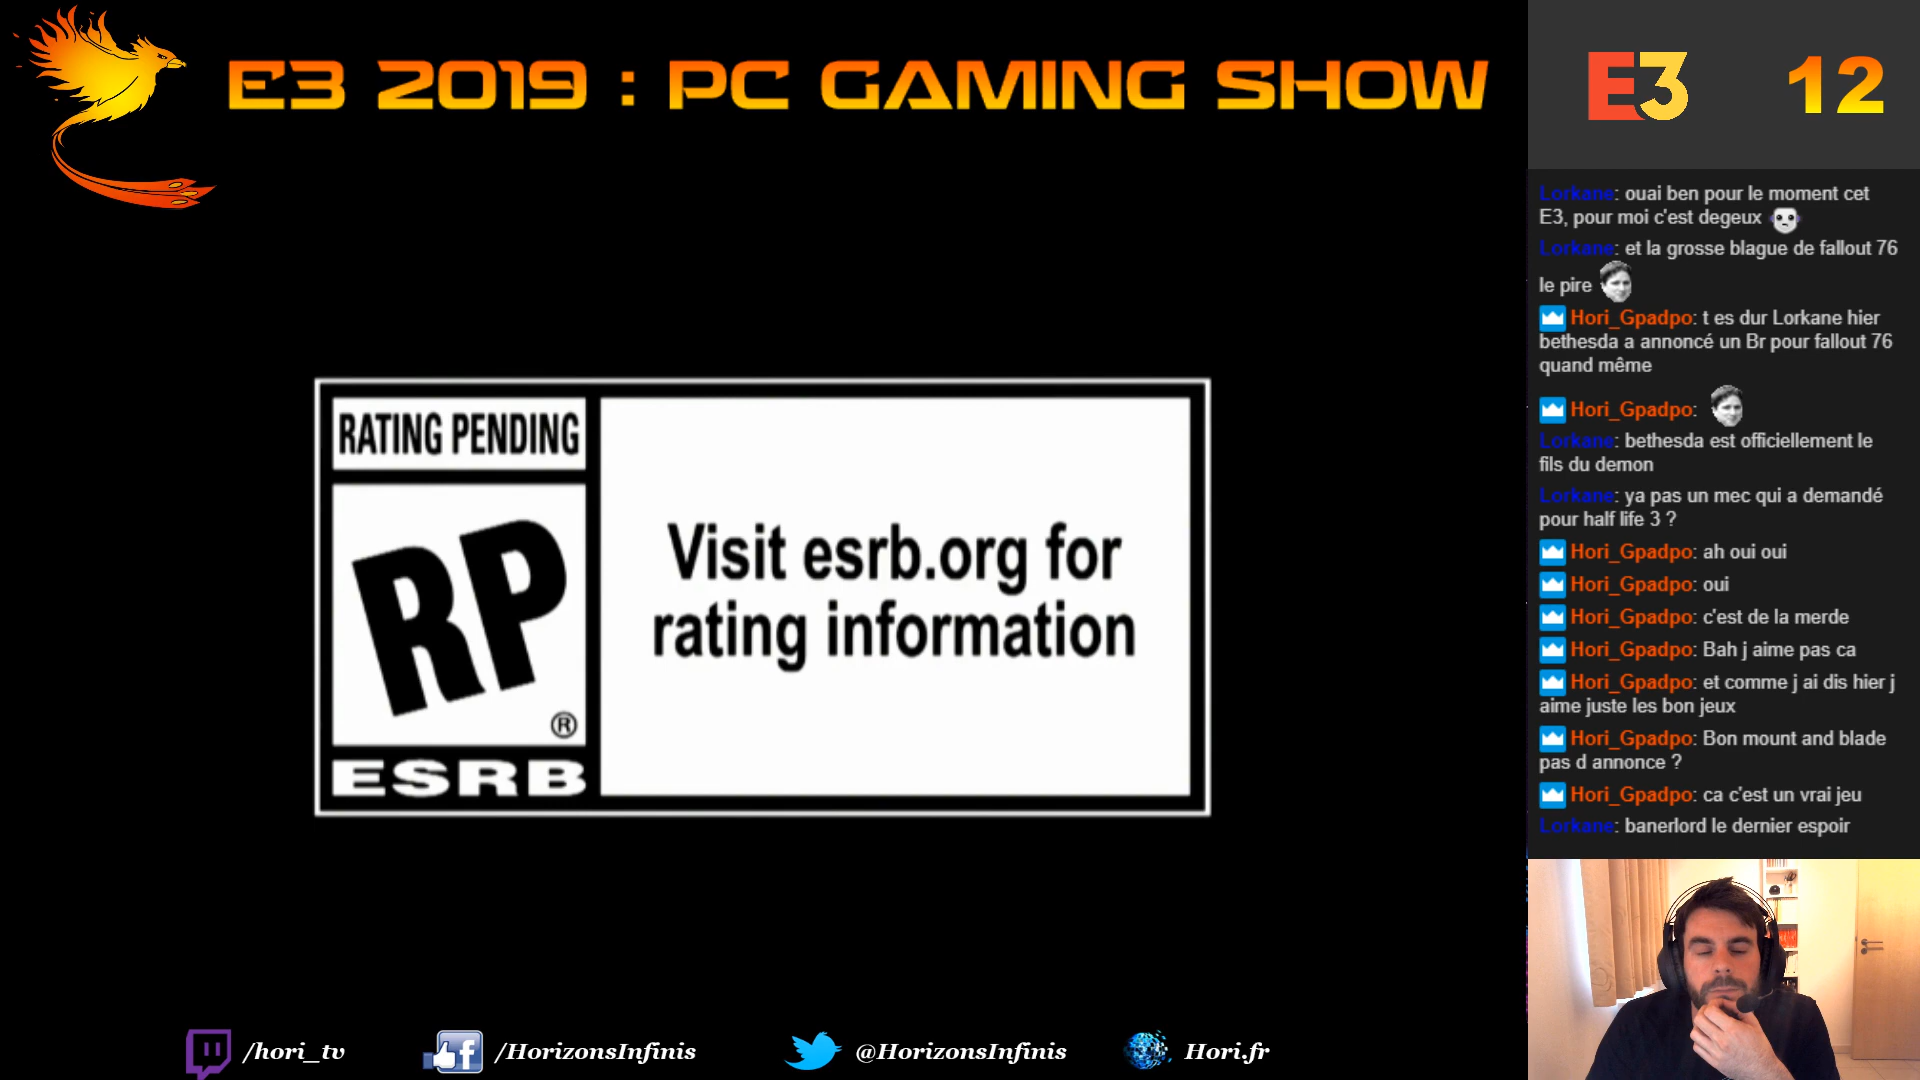 E3 2019 : PC GAMING SHOW
E3
12
RATING PENDING
RP
®
ESRB
Visit esrb.org for
rating information
Lorkane: ouai ben pour le moment cet
E3, pour moi c'est degeux
Lorkane: et la grosse blague de fallout 76
le pire
Hori_Gpadpo: t es dur Lorkane hier
bethesda a annoncé un Br pour fallout 76
quand même
Hori_Gpadpo:
Lorkane: bethesda est officiellement le
fils du demon
Lorkane: ya pas un mec qui a demandé
pour half life 3 ?
Hori_Gpadpo: ah oui oui
Hori_Gpadpo: oui
Hori_Gpadpo: c'est de la merde
Hori_Gpadpo: Bah j aime pas ca
Hori_Gpadpo: et comme j ai dis hier j
aime juste les bon jeux
Hori_Gpadpo: Bon mount and blade
pas d annonce ?
Hori_Gpadpo: ca c'est un vrai jeu
Lorkane: banerlord le dernier espoir
/hori_tv
/HorizonsInfinis
@HorizonsInfinis
Hori.fr